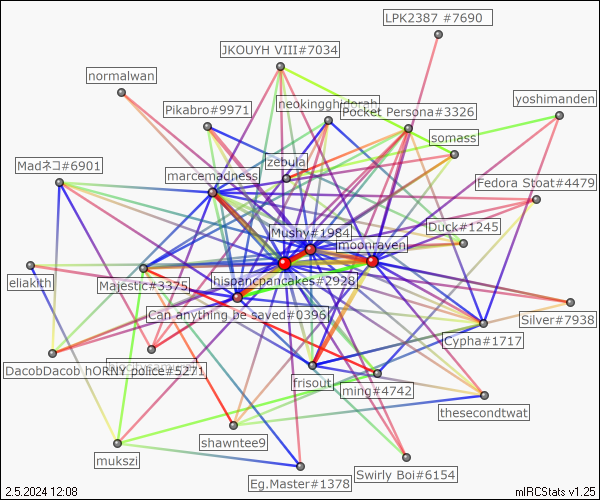 LPK2387 #7690
JKOUYH VIII#7034
normalwan
neokingghidorah
Pikabro#9971
Pocket Persona#3326
yoshimanden
somass
Madネコ#6901
zebula
marcemadness
Fedora Stoat#4479
Mushy#1984
Duck#1245
moonraven
eliakith
Majestic#3375
hispancpancakes#2928
Can anything be saved#0396
Silver#7938
Cypha#1717
DacobDacob hORNY police#5271
frisout
ming#4742
thesecondtwat
shawntee9
mukszi
Swirly Boi#6154
Eg.Master#1378
2.5.2024 12:08
mIRCStats v1.25